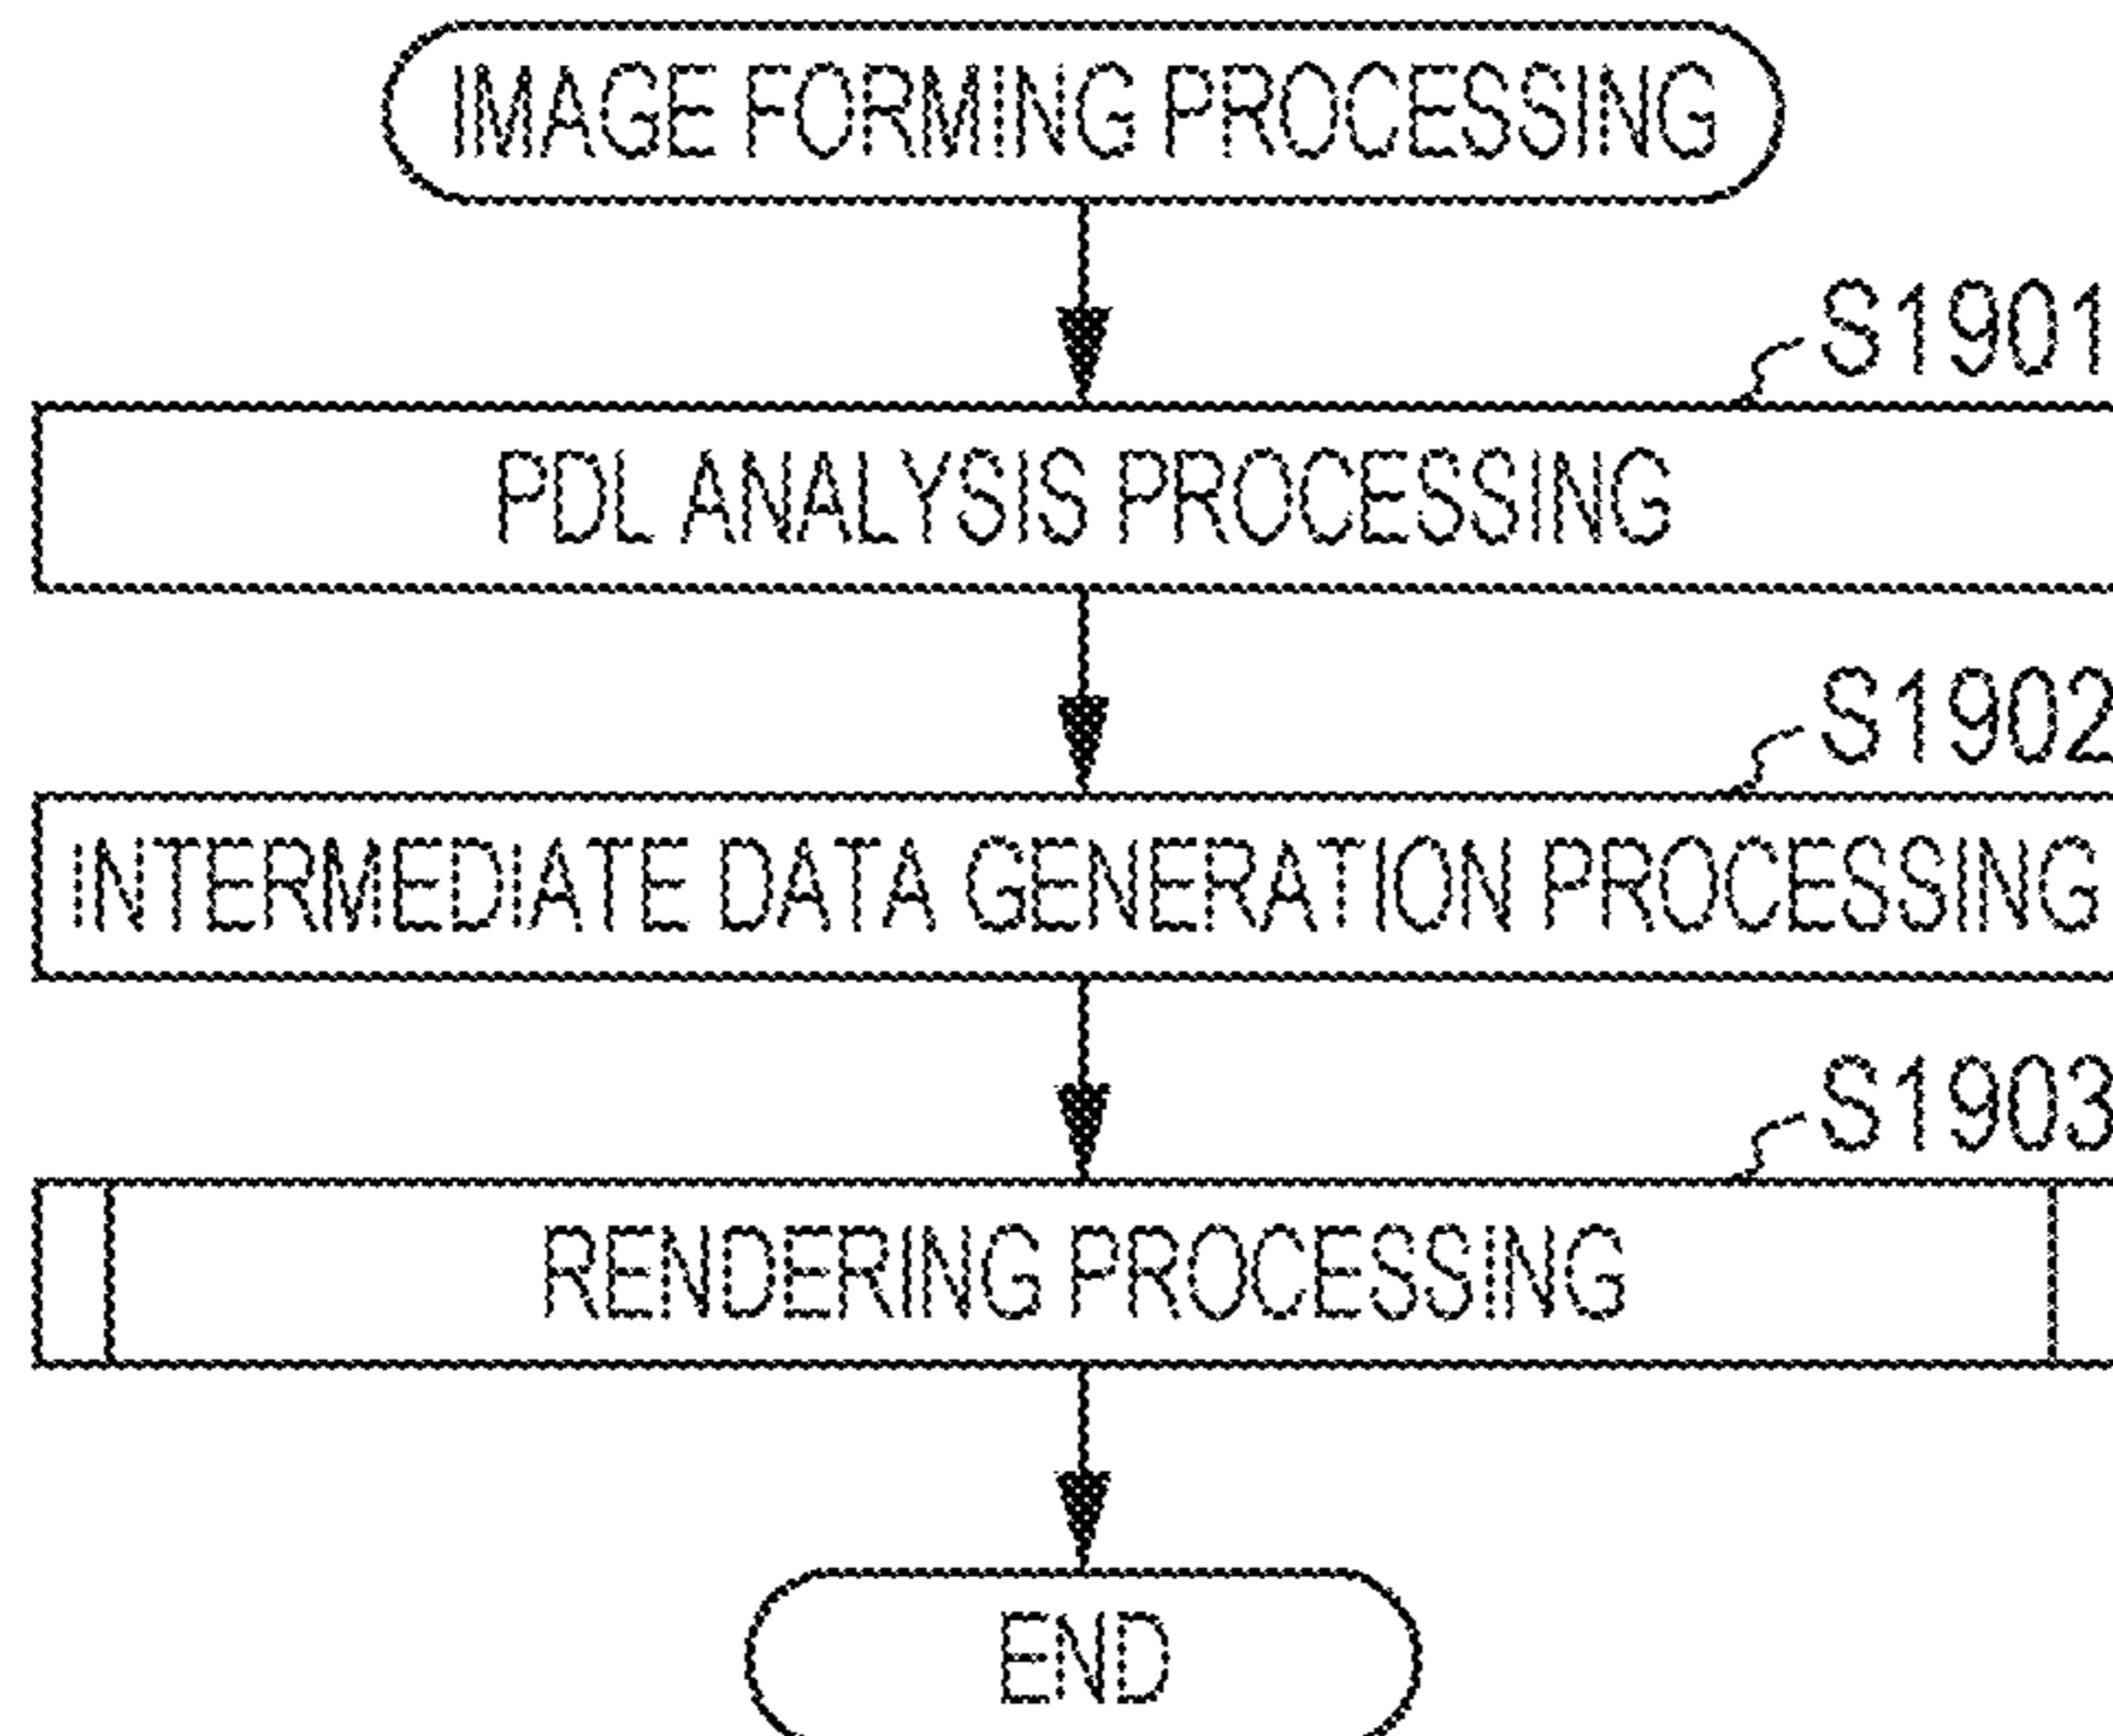 IMAGE FORMING PROCESSING
S1901
PDL ANALYSIS PROCESSING
S1902
INTERMEDIATE DATA GENERATION PROCESSING
S1903
RENDERING PROCESSING
END